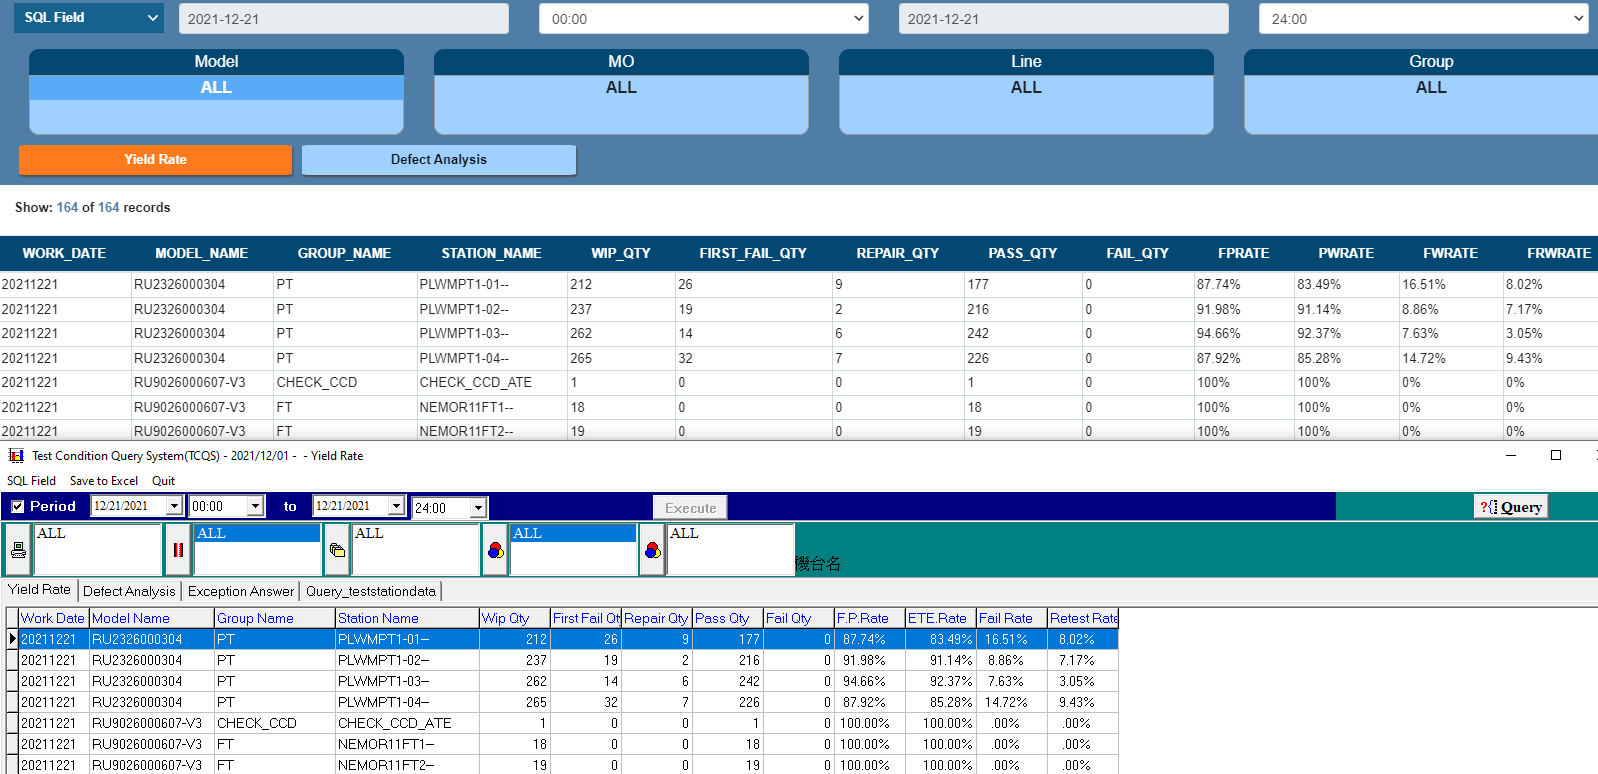 SQL Field 2021-12-21 00:00 2021-12-21 24:00
Model MO Line Group
ALL ALL ALL ALL
Yield Rate Defect Analysis
Show: 164 of 164 records
WORK_DATE MODEL_NAME GROUP_NAME STATION_NAME WIP_QTY FIRST_FAIL_QTY REPAIR_QTY PASS_QTY FAIL_QTY FPRATE PWRATE FWRATE FRWRATE
20211221 RU2326000304 PT PLWMPT1-01-- 212 26 9 177 0 87.74% 83.49% 16.51% 8.02%
20211221 RU2326000304 PT PLWMPT1-02-- 237 19 2 216 0 91.98% 91.14% 8.86% 7.17%
20211221 RU2326000304 PT PLWMPT1-03-- 262 14 6 242 0 94.66% 92.37% 7.63% 3.05%
20211221 RU2326000304 PT PLWMPT1-04-- 265 32 7 226 0 87.92% 85.28% 14.72% 9.43%
20211221 RU9026000607-V3 CHECK_CCD CHECK_CCD_ATE 1 0 0 1 0 100% 100% 0% 0%
20211221 RU9026000607-V3 FT NEMOR11FT1-- 18 0 0 18 0 100% 100% 0% 0%
20211221 RU9026000607-V3 FT NEMOR11FT2-- 19 0 0 19 0 100% 100% 0% 0%
Test Condition Query System(TCQS) - 2021/12/01 - - Yield Rate
SQL Field Save to Excel Quit
Period 12/21/2021 00:00 to 12/21/2021 24:00 Execute Query
ALL ALL ALL ALL ALL
機台名
Yield Rate Defect Analysis Exception Answer Query_teststationdata
Work Date Model Name Group Name Station Name Wip Qty First Fail Qty Repair Qty Pass Qty Fail Qty F.P.Rate ETE.Rate Fail Rate Retest Rate
20211221 RU2326000304 PT PLWMPT1-01-- 212 26 9 177 0 87.74% 83.49% 16.51% 8.02%
20211221 RU2326000304 PT PLWMPT1-02-- 237 19 2 216 0 91.98% 91.14% 8.86% 7.17%
20211221 RU2326000304 PT PLWMPT1-03-- 262 14 6 242 0 94.66% 92.37% 7.63% 3.05%
20211221 RU2326000304 PT PLWMPT1-04-- 265 32 7 226 0 87.92% 85.28% 14.72% 9.43%
20211221 RU9026000607-V3 CHECK_CCD CHECK_CCD_ATE 1 0 0 1 0 100.00% 100.00% .00% .00%
20211221 RU9026000607-V3 FT NEMOR11FT1-- 18 0 0 18 0 100.00% 100.00% .00% .00%
20211221 RU9026000607-V3 FT NEMOR11FT2-- 19 0 0 19 0 100.00% 100.00% .00% .00%